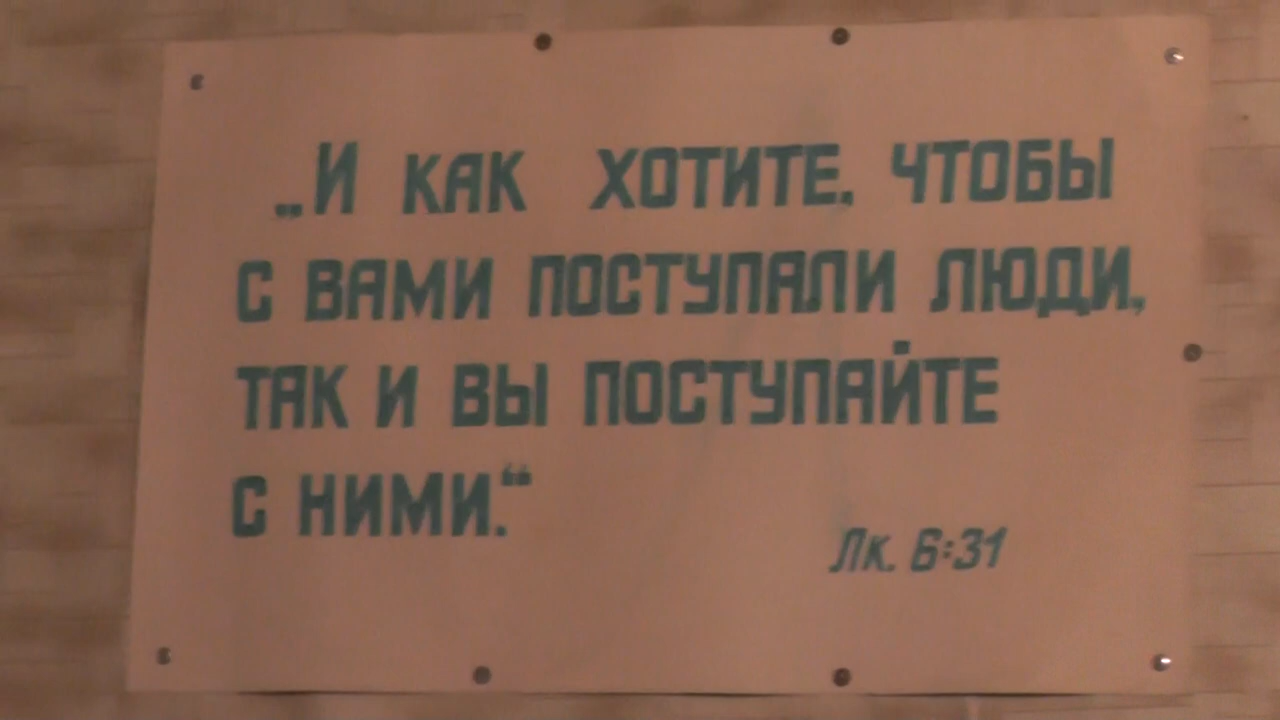 „И КАК ХОТИТЕ, ЧТОБЫ
С ВАМИ ПОСТУПАЛИ ЛЮДИ,
ТАК И ВЫ ПОСТУПАЙТЕ
С НИМИ.“
Лк. 6:31